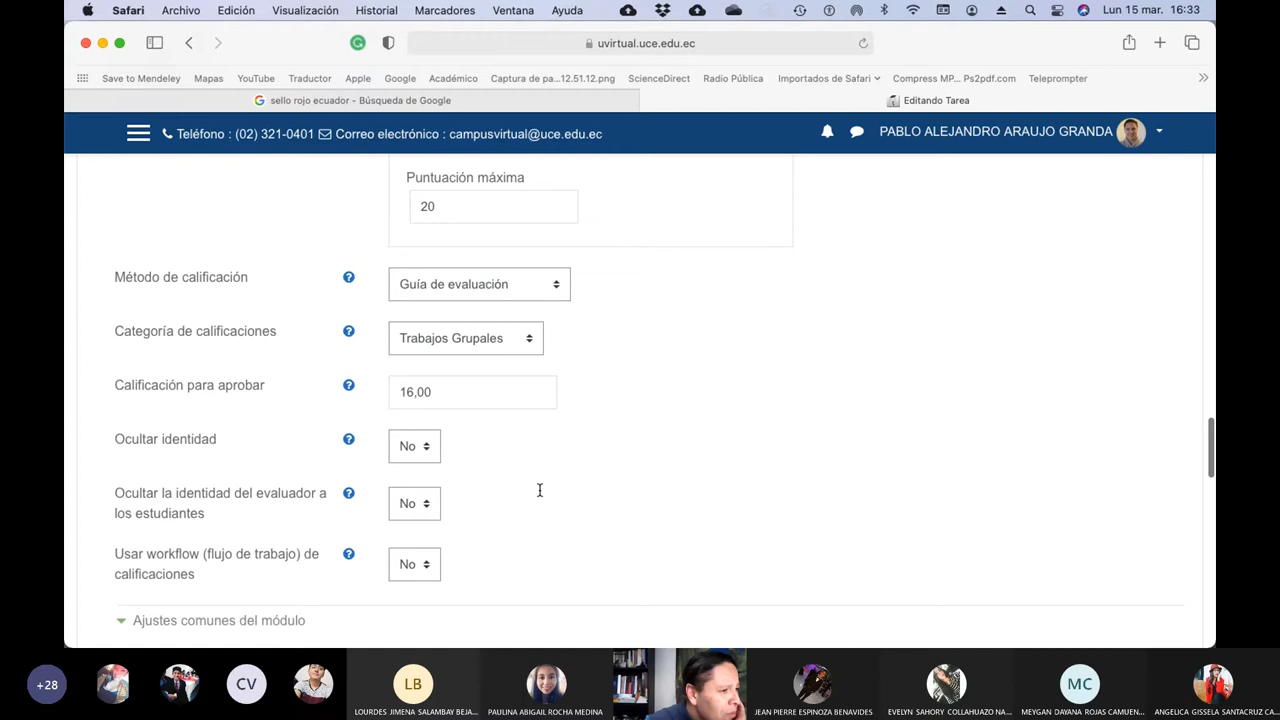 Safari Archivo Edición Visualización Historial Marcadores Ventana Ayuda Lun 15 mar. 16:33
uvirtual.uce.edu.ec
Save to Mendeley Mapas YouTube Traductor Apple Google Académico Captura de pa...12.51.12.png ScienceDirect Radio Pública Importados de Safari Compress MP... Ps2pdf.com Teleprompter
sello rojo ecuador - Búsqueda de Google Editando Tarea
Teléfono : (02) 321-0401 Correo electrónico : campusvirtual@uce.edu.ec PABLO ALEJANDRO ARAUJO GRANDA
Puntuación máxima
20
Método de calificación Guía de evaluación
Categoría de calificaciones Trabajos Grupales
Calificación para aprobar 16,00
Ocultar identidad No
Ocultar la identidad del evaluador a
los estudiantes No
Usar workflow (flujo de trabajo) de
calificaciones No
Ajustes comunes del módulo
+28 CV LB MC
LOURDES JIMENA SALAMBAY BEJA... PAULINA ABIGAIL ROCHA MEDINA JEAN PIERRE ESPINOZA BENAVIDES EVELYN SAHORY COLLAHUAZO NA... MEYGAN DAYANA ROJAS CAMUEN... ANGELICA GISSELA SANTACRUZ CA...